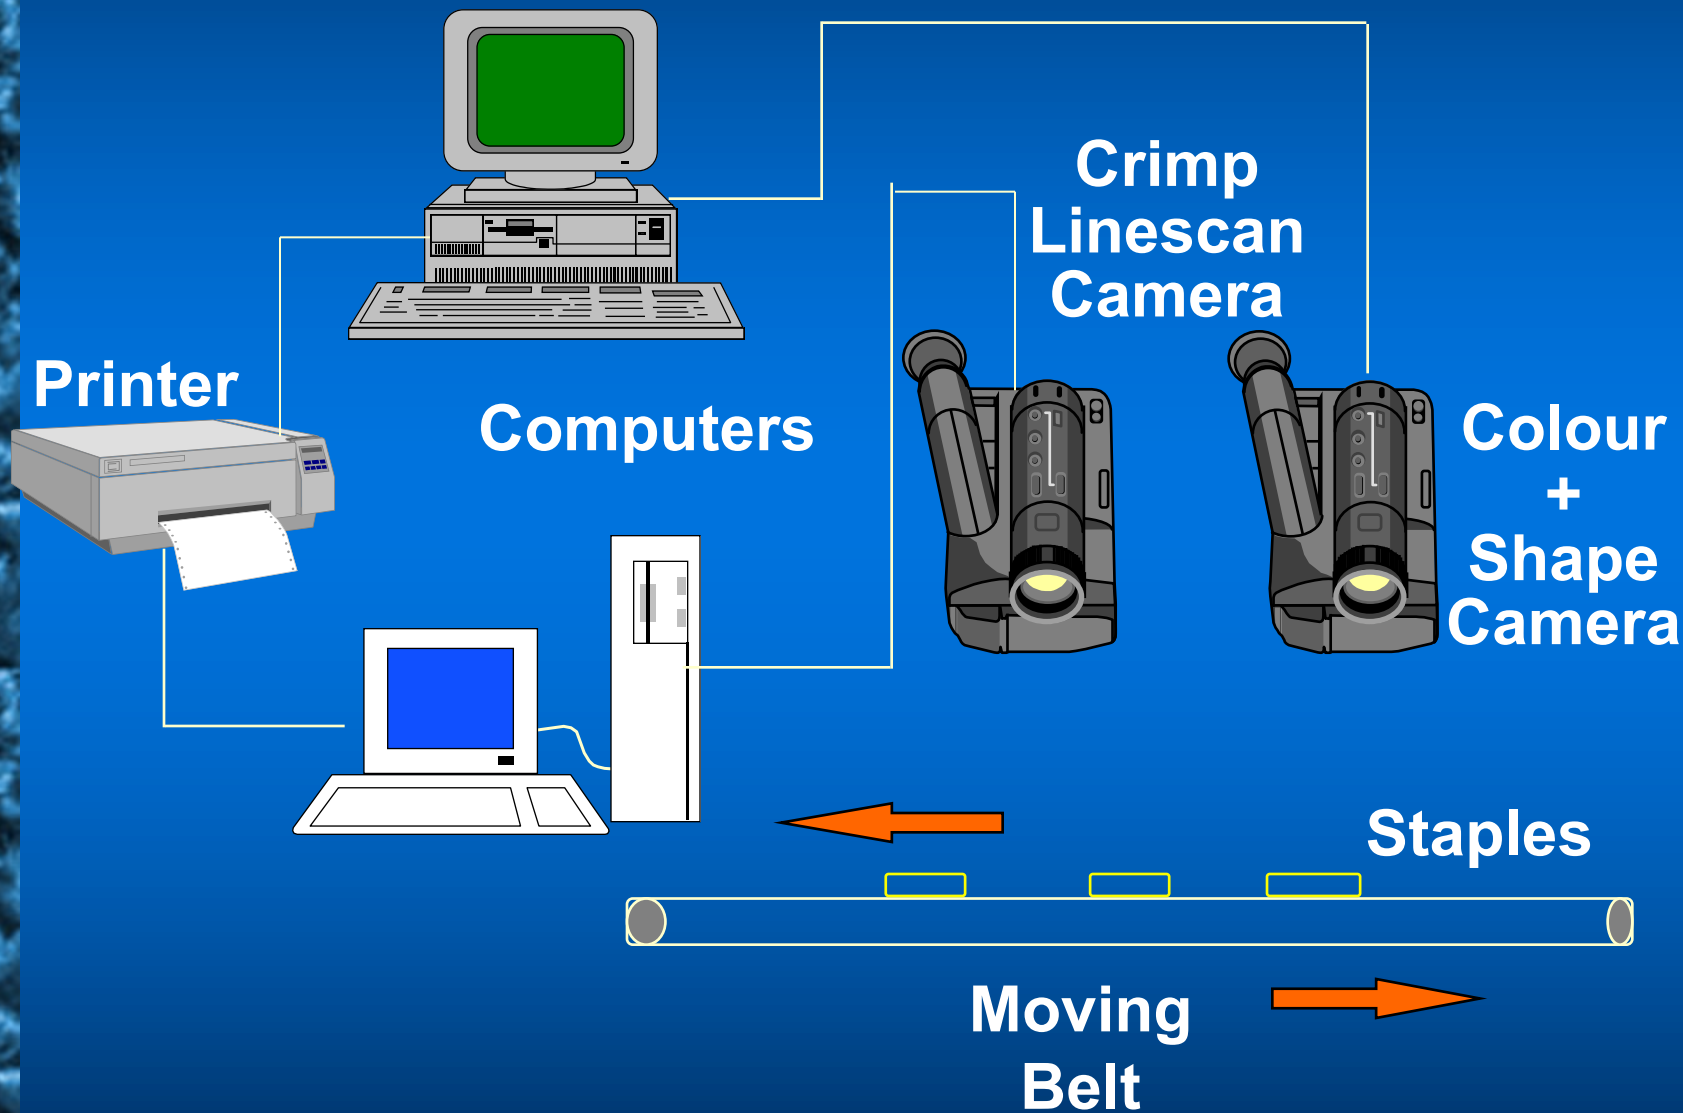 Crimp
Linescan
Camera
Printer
Computers
Colour
+
Shape
Camera
Staples
Moving
Belt